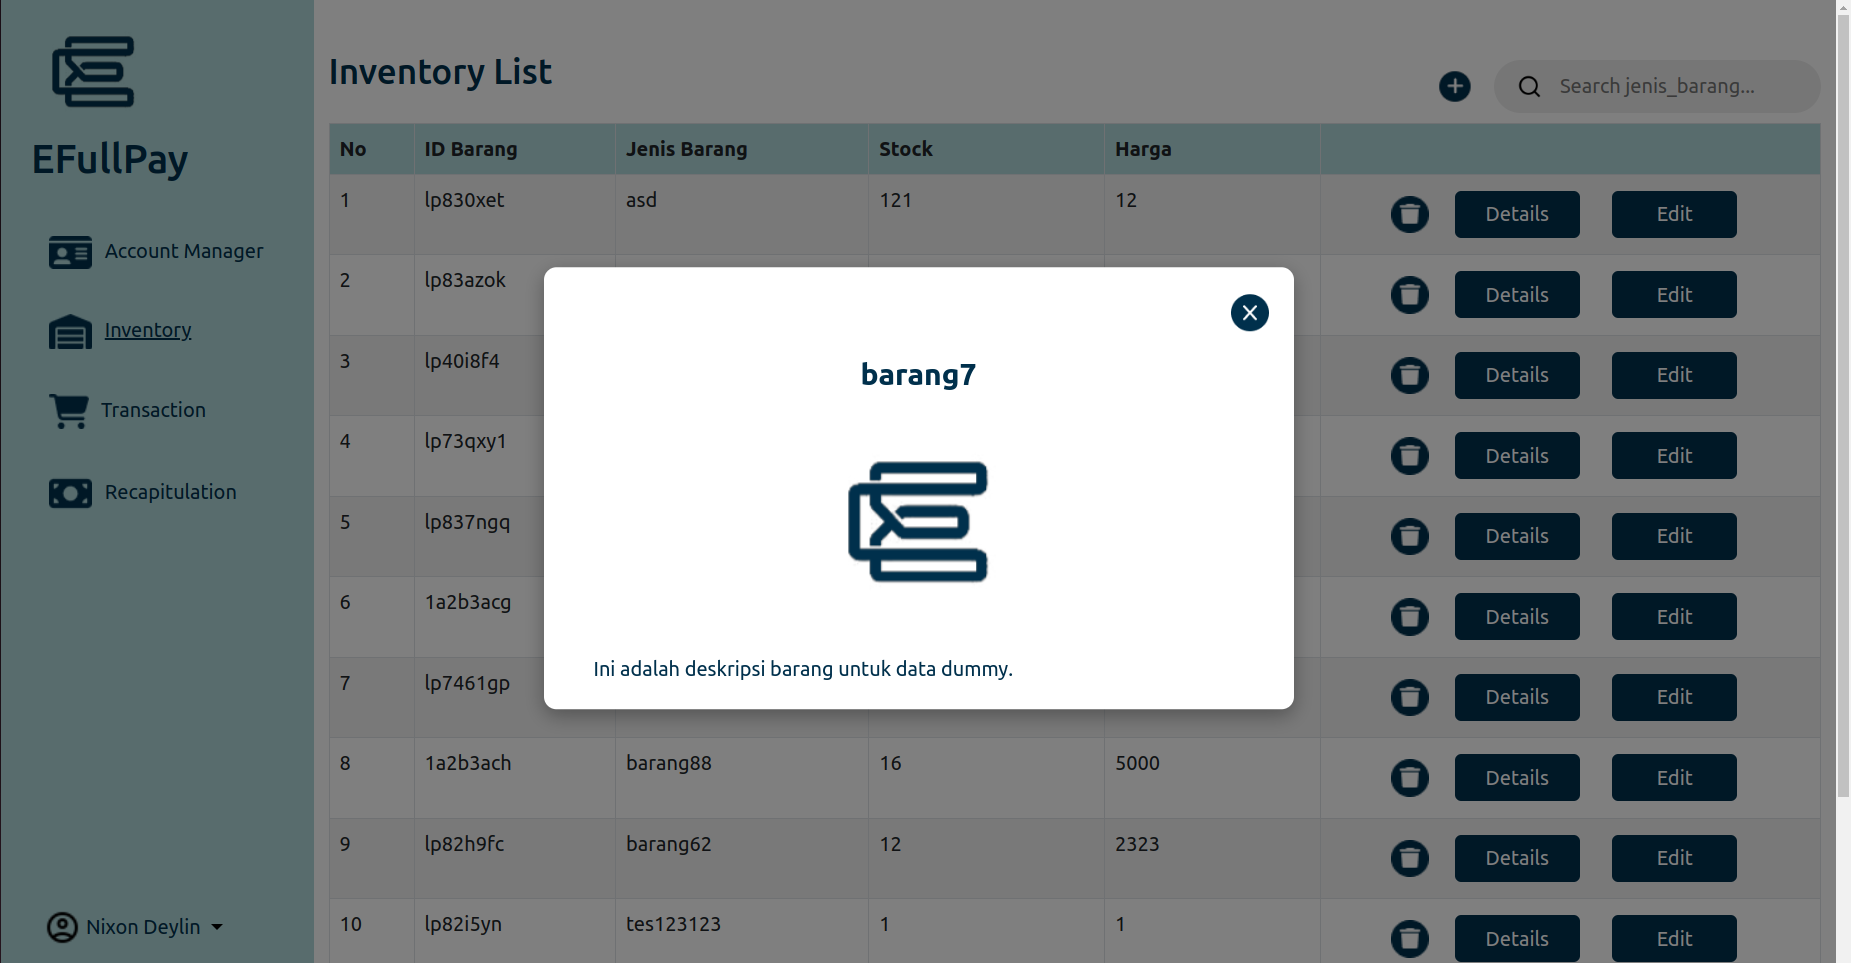 EFullPay
Account Manager
Inventory
Transaction
Recapitulation
Nixon Deylin
Inventory List
Search jenis_barang...
No ID Barang Jenis Barang Stock Harga
1 lp830xet asd 121 12 Details Edit
2 lp83azok Details Edit
3 lp40i8f4 Details Edit
4 lp73qxy1 Details Edit
5 lp837ngq Details Edit
6 1a2b3acg Details Edit
7 lp7461gp Details Edit
8 1a2b3ach barang88 16 5000 Details Edit
9 lp82h9fc barang62 12 2323 Details Edit
10 lp82i5yn tes123123 1 1 Details Edit
barang7
Ini adalah deskripsi barang untuk data dummy.